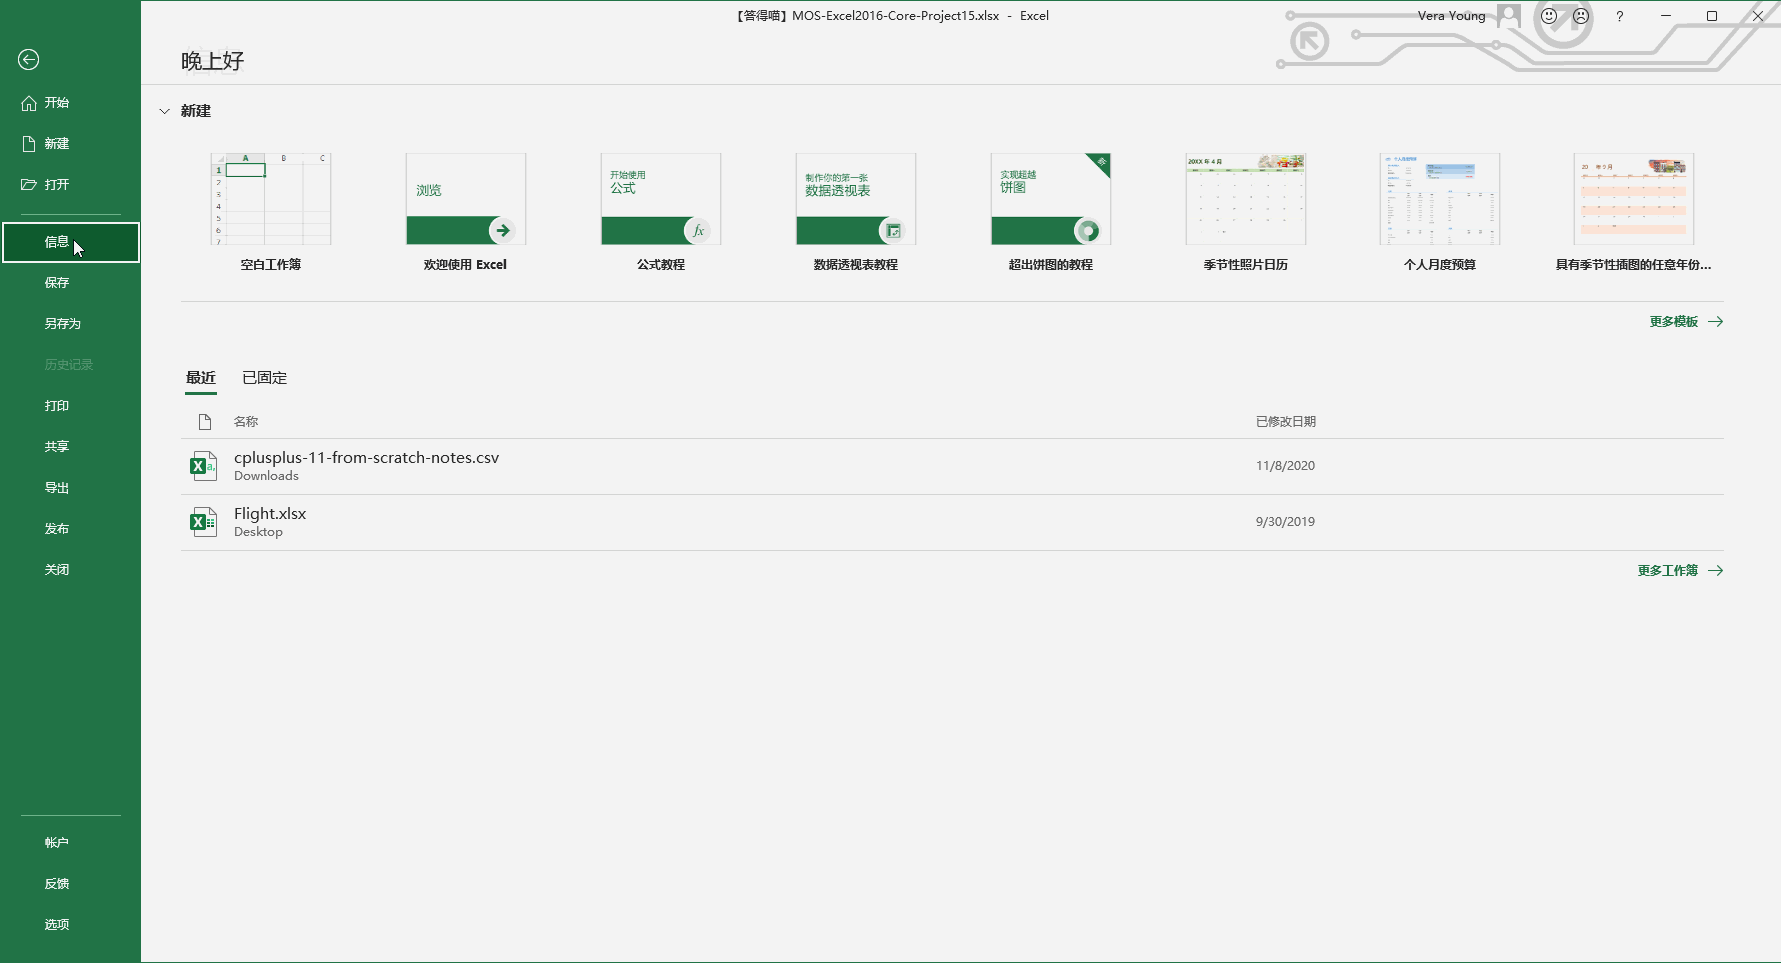 【答得喵】MOS-Excel2016-Core-Project15.xlsx - Excel
Vera Young
?
晚上好
开始
新建
打开
信息
保存
另存为
历史记录
打印
共享
导出
发布
关闭
帐户
反馈
选项
新建
A B C
1
2
3
4
5
6
7
空白工作簿
浏览
欢迎使用 Excel
开始使用
公式
fx
公式教程
制作你的第一张
数据透视表
数据透视表教程
实现超越
饼图
新
超出饼图的教程
20XX 年 4 月
季节性照片日历
个人月度预算
个人月度预算
20 年 5 月
具有季节性插图的任意年份...
更多模板
最近
已固定
名称
已修改日期
cplusplus-11-from-scratch-notes.csv
Downloads
11/8/2020
Flight.xlsx
Desktop
9/30/2019
更多工作簿